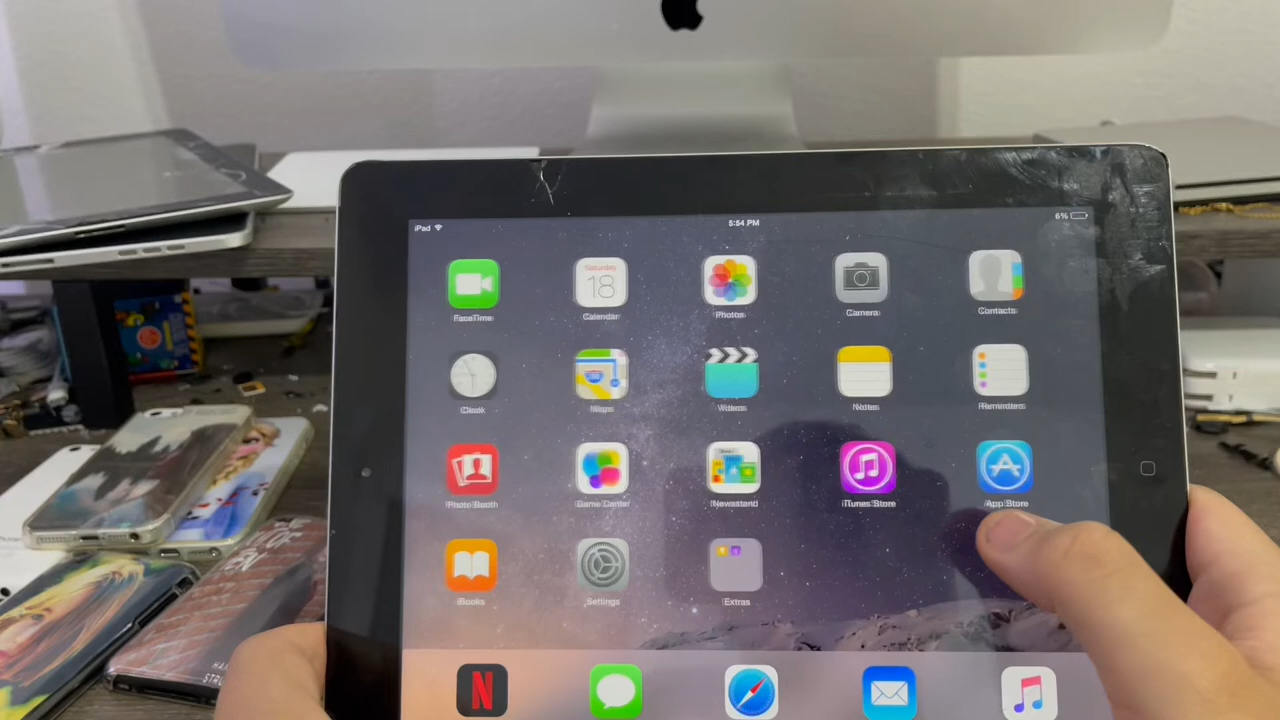 iPad 5:54 PM 6%
FaceTime Saturday 18 Calendar Photos Camera Contacts
Clock Maps Videos Notes Reminders
Photo Booth Game Center Newsstand iTunes Store App Store
iBooks Settings Extras
N